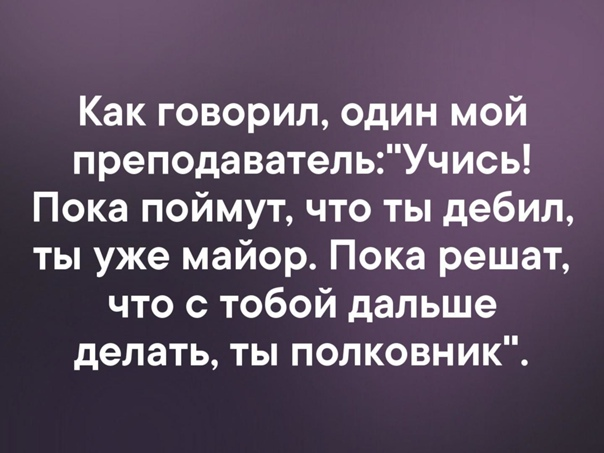 Как говорил, один мой
преподаватель:"Учись!
Пока поймут, что ты дебил,
ты уже майор. Пока решат,
что с тобой дальше
делать, ты полковник".